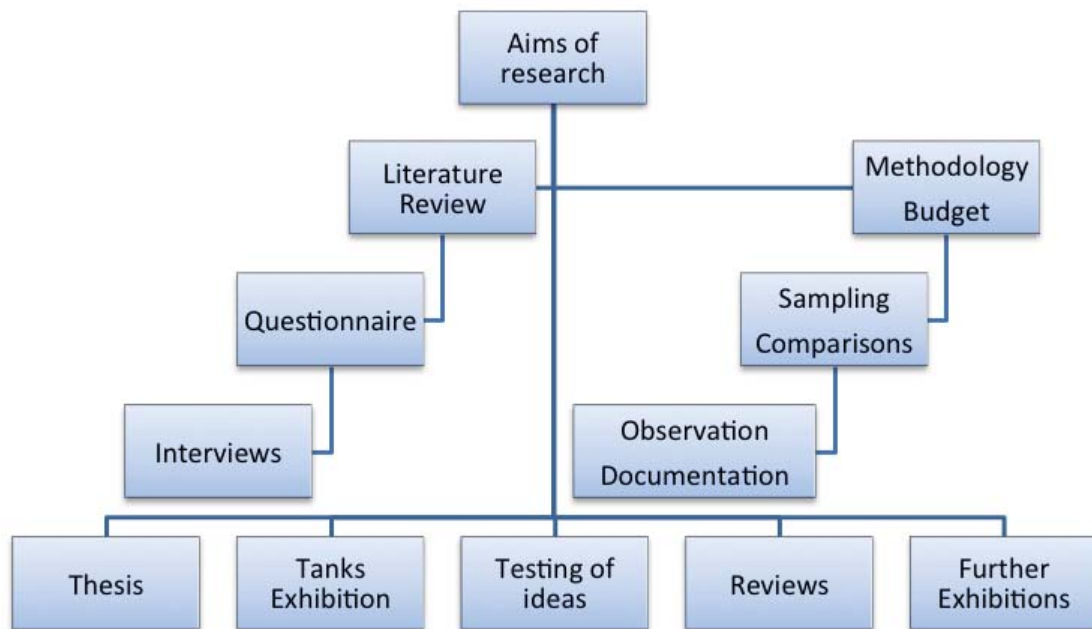 Aims of
research
Literature
Review
Methodology
Budget
Questionnaire
Sampling
Comparisons
Interviews
Observation
Documentation
Thesis
Tanks
Exhibition
Testing of
ideas
Reviews
Further
Exhibitions